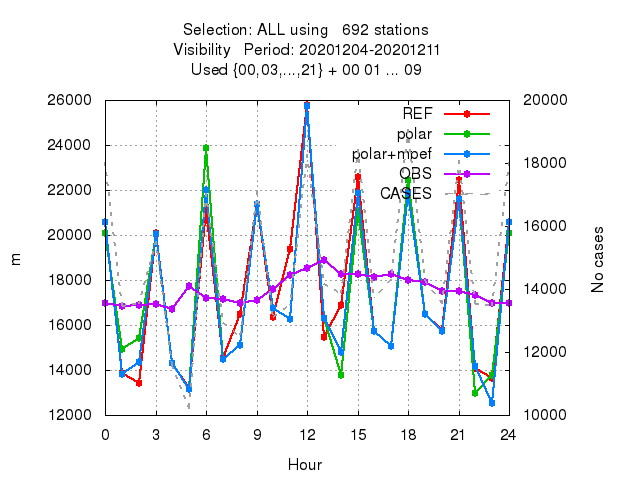 Selection: ALL using 692 stations
Visibility Period: 20201204-20201211
Used {00,03,...,21} + 00 01 ... 09
26000
24000
22000
20000
18000
16000
14000
12000
m
REF
polar
polar+mpef
OBS
CASES
20000
18000
16000
14000
12000
10000
No cases
0 3 6 9 12 15 18 21 24
Hour